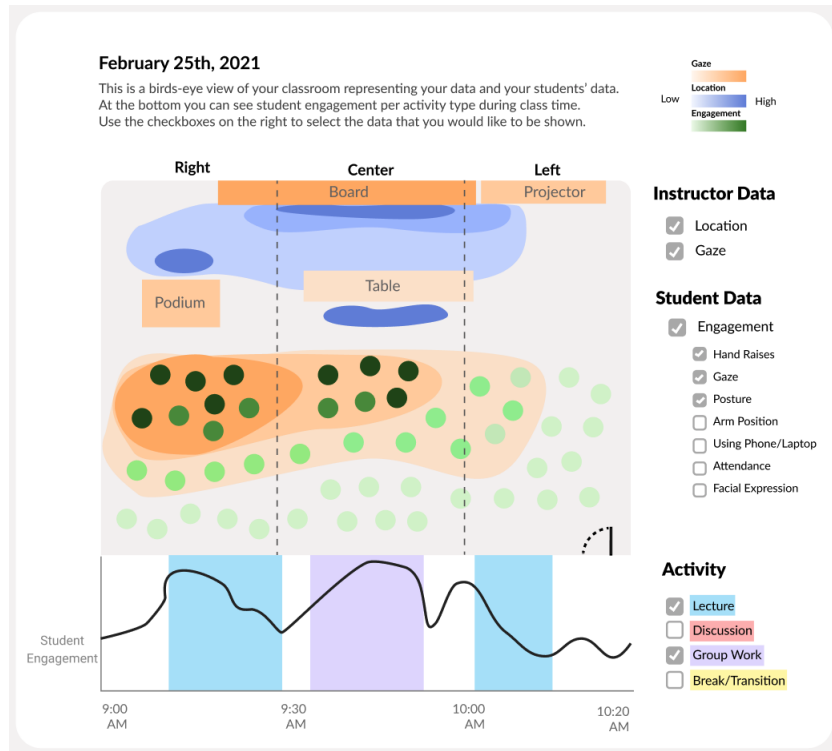 February 25th, 2021
This is a birds-eye view of your classroom representing your data and your students’ data.
At the bottom you can see student engagement per activity type during class time.
Use the checkboxes on the right to select the data that you would like to be shown.
Gaze
Location
Low
High
Engagement
Right
Center
Left
Board
Projector
Podium
Table
Instructor Data
Location
Gaze
Student Data
Engagement
Hand Raises
Gaze
Posture
Arm Position
Using Phone/Laptop
Attendance
Facial Expression
Student
Engagement
9:00
AM
9:30
AM
10:00
AM
10:20
AM
Activity
Lecture
Discussion
Group Work
Break/Transition